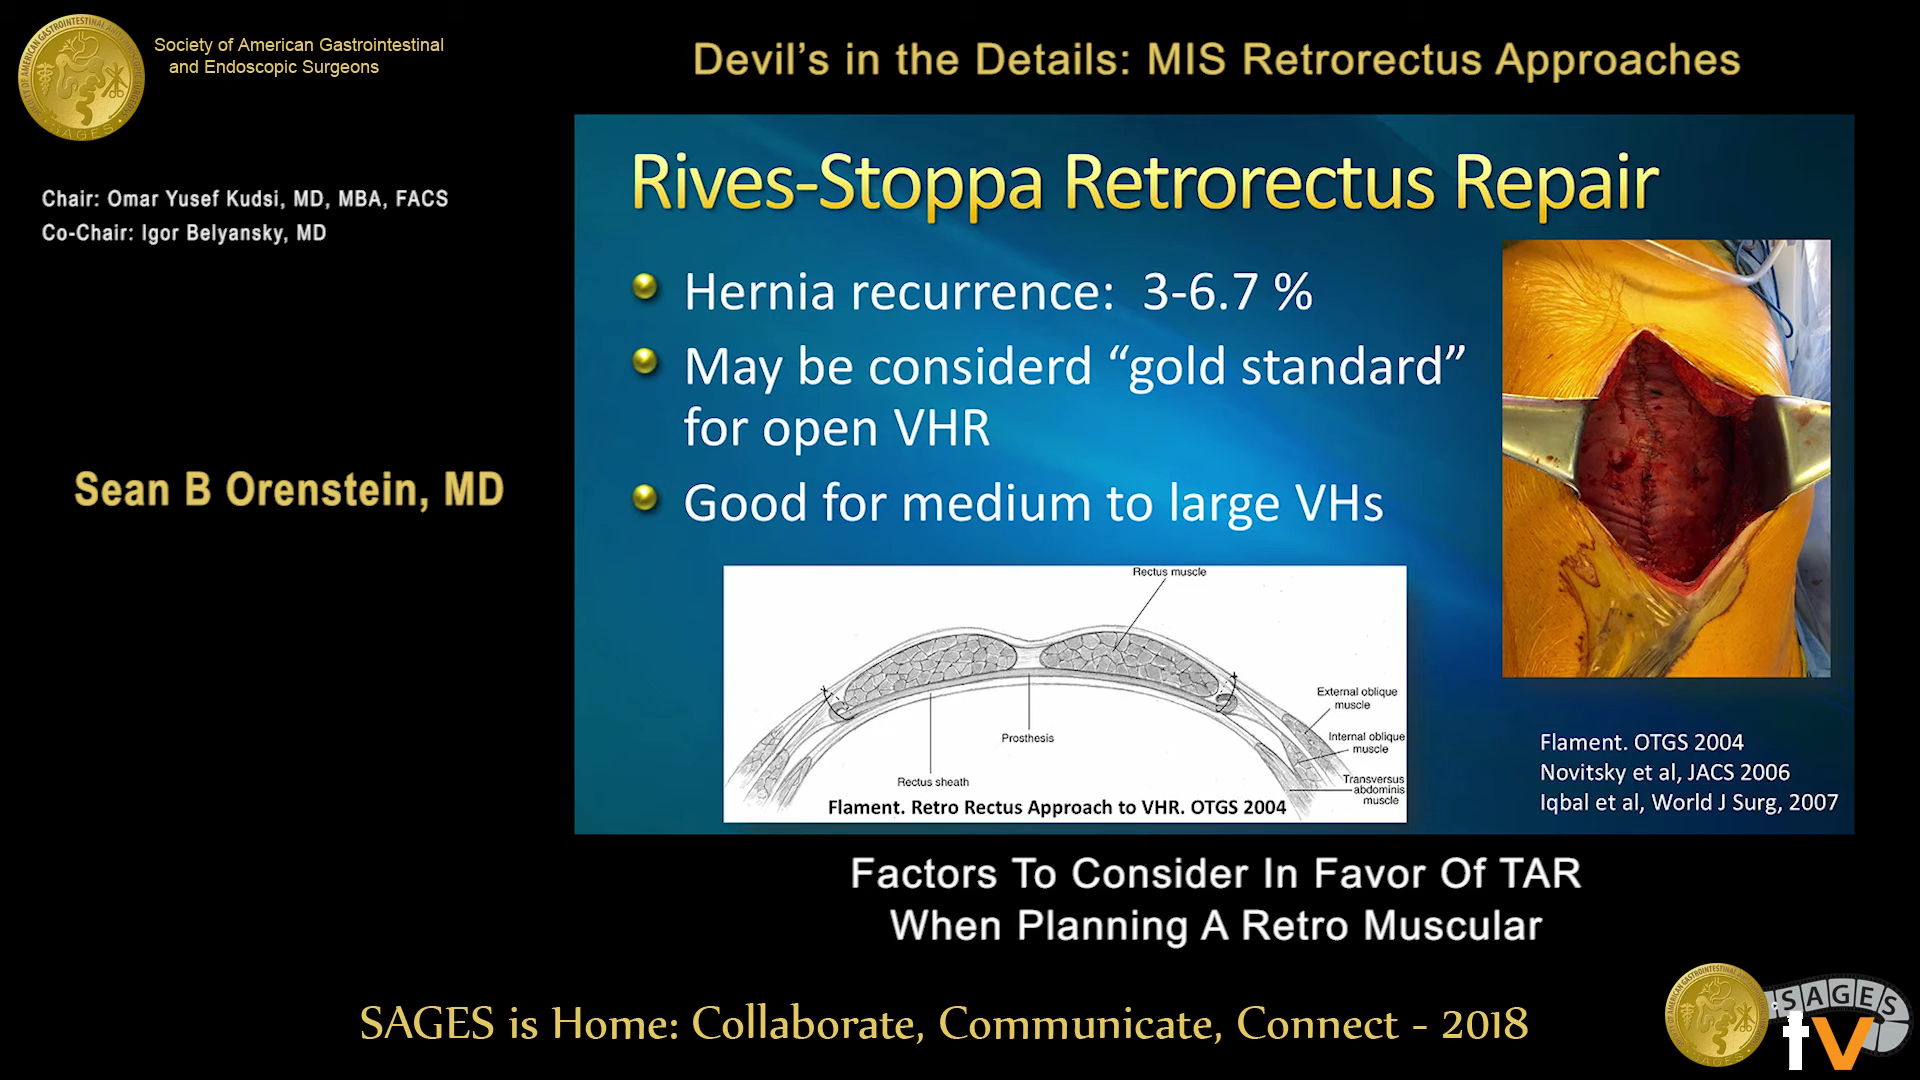 Society of American Gastrointestinal
and Endoscopic Surgeons
Devil's in the Details: MIS Retrorectus Approaches
Chair: Omar Yusef Kudsi, MD, MBA, FACS
Co-Chair: Igor Belyansky, MD
Sean B Orenstein, MD
Rives-Stoppa Retrorectus Repair
Hernia recurrence: 3-6.7 %
May be considerd “gold standard”
for open VHR
Good for medium to large VHs
Rectus muscle
External oblique
muscle
Internal oblique
muscle
Transversus
abdominis
muscle
Prosthesis
Rectus sheath
Flament. Retro Rectus Approach to VHR. OTGS 2004
Flament. OTGS 2004
Novitsky et al, JACS 2006
Iqbal et al, World J Surg, 2007
Factors To Consider In Favor Of TAR
When Planning A Retro Muscular
SAGES is Home: Collaborate, Communicate, Connect - 2018
SAGES
tv